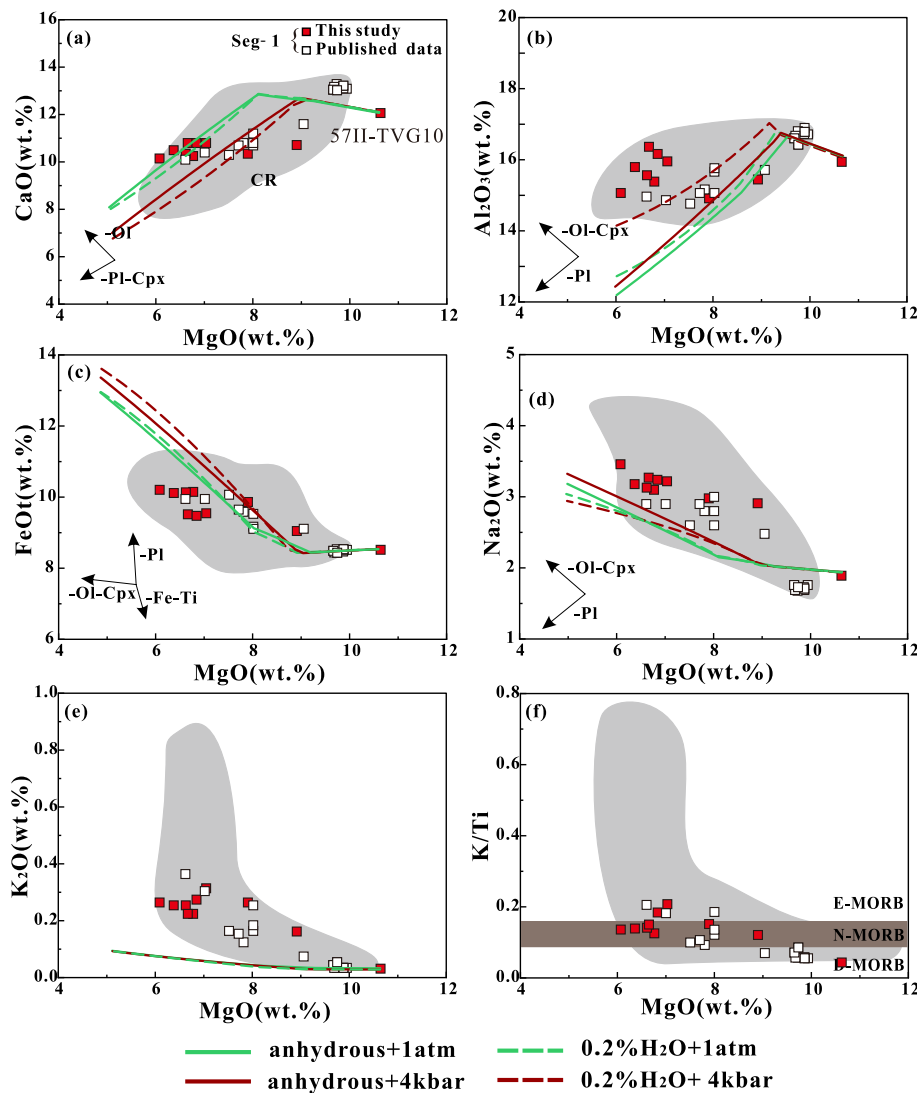 (a)
Seg- 1
This study
Published data
57II-TVG10
CR
-Ol
-Pl-Cpx
CaO(wt.%)
16
14
12
10
8
6
4
4 6 8 10 12
MgO(wt.%)
(b)
-Ol-Cpx
-Pl
Al₂O₃(wt.%)
20
18
16
14
12
4 6 8 10 12
MgO(wt.%)
(c)
-Pl
-Ol-Cpx
-Fe-Ti
FeOt(wt.%)
14
12
10
8
6
4 6 8 10 12
MgO(wt.%)
(d)
-Ol-Cpx
-Pl
Na₂O(wt.%)
5
4
3
2
1
4 6 8 10 12
MgO(wt.%)
(e)
K₂O(wt.%)
1.0
0.8
0.6
0.4
0.2
0.0
4 6 8 10 12
MgO(wt.%)
(f)
E-MORB
N-MORB
D-MORB
K/Ti
1.0
0.8
0.6
0.4
0.2
0.0
4 6 8 10 12
MgO(wt.%)
anhydrous+1atm
0.2%H₂O+1atm
anhydrous+4kbar
0.2%H₂O+ 4kbar